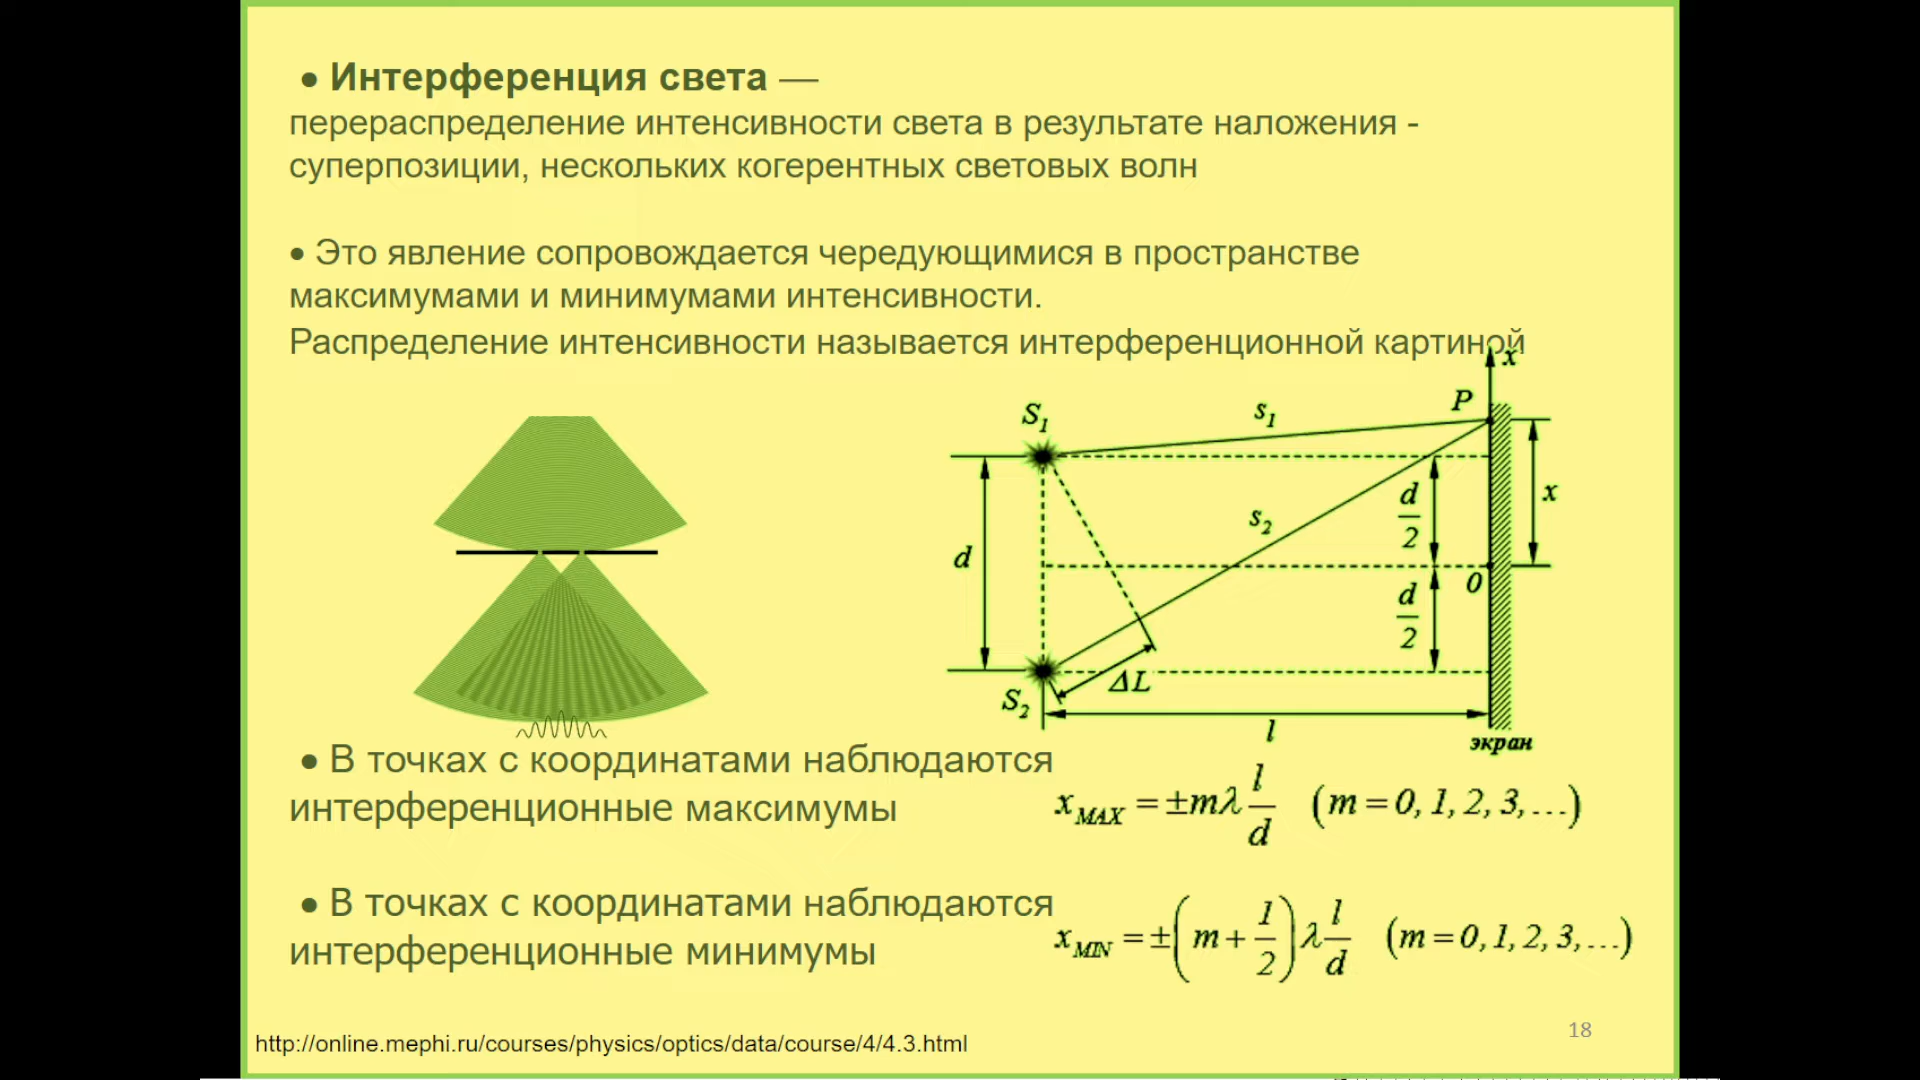 • Интерференция света —
перераспределение интенсивности света в результате наложения -
суперпозиции, нескольких когерентных световых волн
• Это явление сопровождается чередующимися в пространстве
максимумами и минимумами интенсивности.
Распределение интенсивности называется интерференционной картиной
x
S₁
s₁
P
d
s₂
d/2
x
0
d/2
S₂
ΔL
l
экран
• В точках с координатами наблюдаются
интерференционные максимумы
x_MAX = ±mλ l/d (m = 0, 1, 2, 3, …)
• В точках с координатами наблюдаются
интерференционные минимумы
x_MIN = ±(m + 1/2) λ l/d (m = 0, 1, 2, 3, …)
18
http://online.mephi.ru/courses/physics/optics/data/course/4/4.3.html